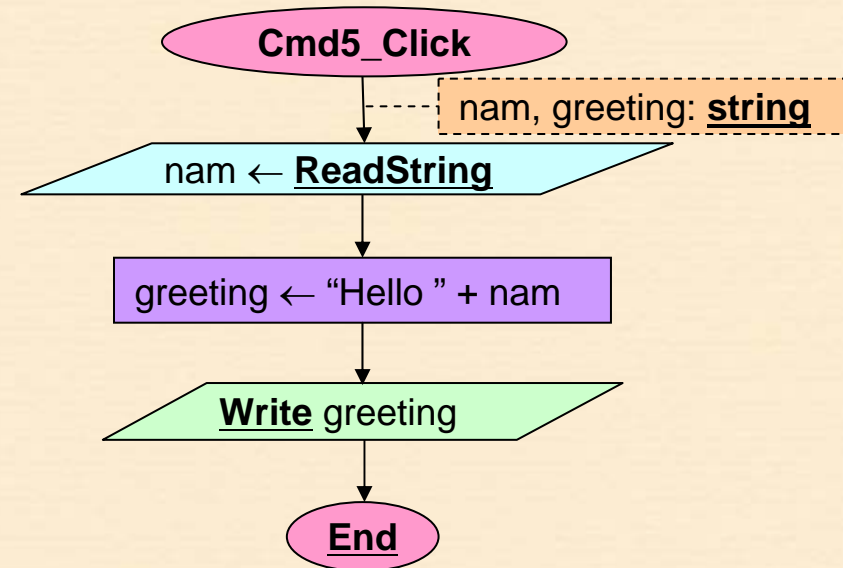 Cmd5_Click
nam, greeting: string
nam ← ReadString
greeting ← “Hello ” + nam
Write greeting
End